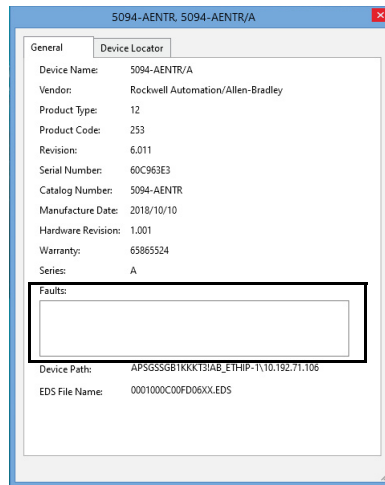 5094-AENTR, 5094-AENTR/A
General Device Locator
Device Name: 5094-AENTR/A
Vendor: Rockwell Automation/Allen-Bradley
Product Type: 12
Product Code: 253
Revision: 6.011
Serial Number: 60C963E3
Catalog Number: 5094-AENTR
Manufacture Date: 2018/10/10
Hardware Revision: 1.001
Warranty: 65865524
Series: A
Faults:
Device Path: APSGSSGB1KKKT3!AB_ETHIP-1\10.192.71.106
EDS File Name: 0001000C00FD06XX.EDS